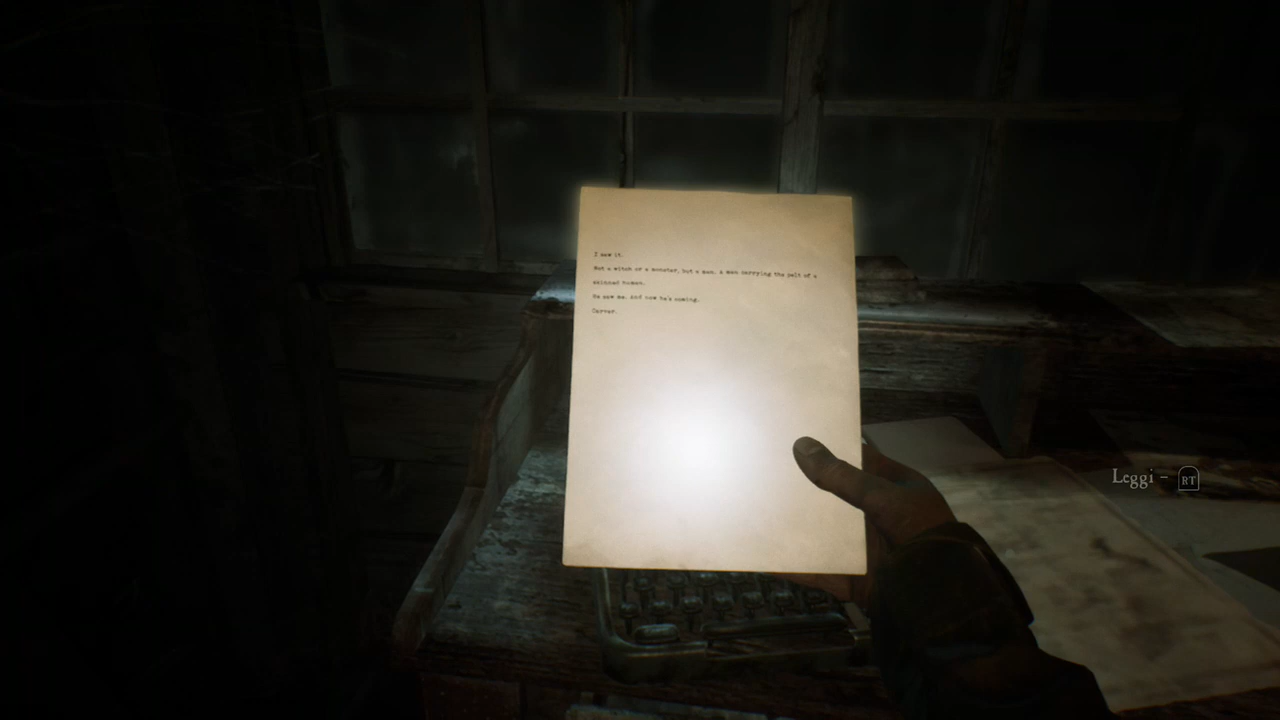 I saw it.
Not a witch or a monster, but a man. a man carrying the pelt of a
skinned human.
He saw me. And now he's coming.
Carver.
Leggi - RT